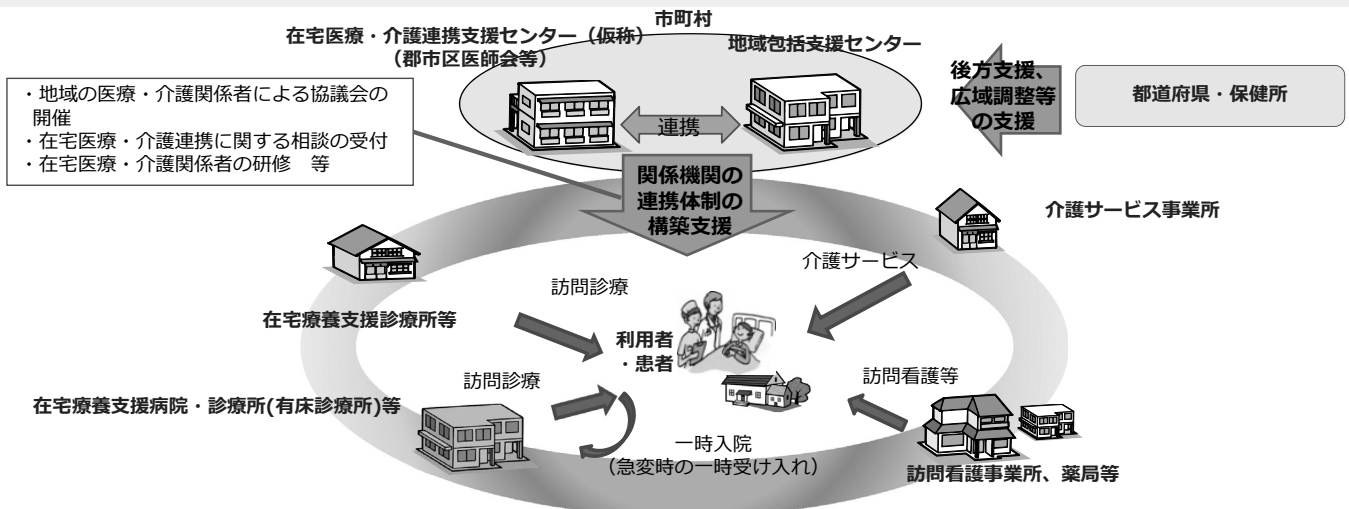 市町村
在宅医療・介護連携支援センター（仮称）
（郡市区医師会等）
地域包括支援センター
連携
後方支援、
広域調整等
の支援
都道府県・保健所
・地域の医療・介護関係者による協議会の
開催
・在宅医療・介護連携に関する相談の受付
・在宅医療・介護関係者の研修　等
関係機関の
連携体制の
構築支援
介護サービス事業所
介護サービス
訪問診療
在宅療養支援診療所等
利用者
・患者
訪問診療
訪問看護等
在宅療養支援病院・診療所(有床診療所)等
一時入院
（急変時の一時受け入れ）
訪問看護事業所、薬局等